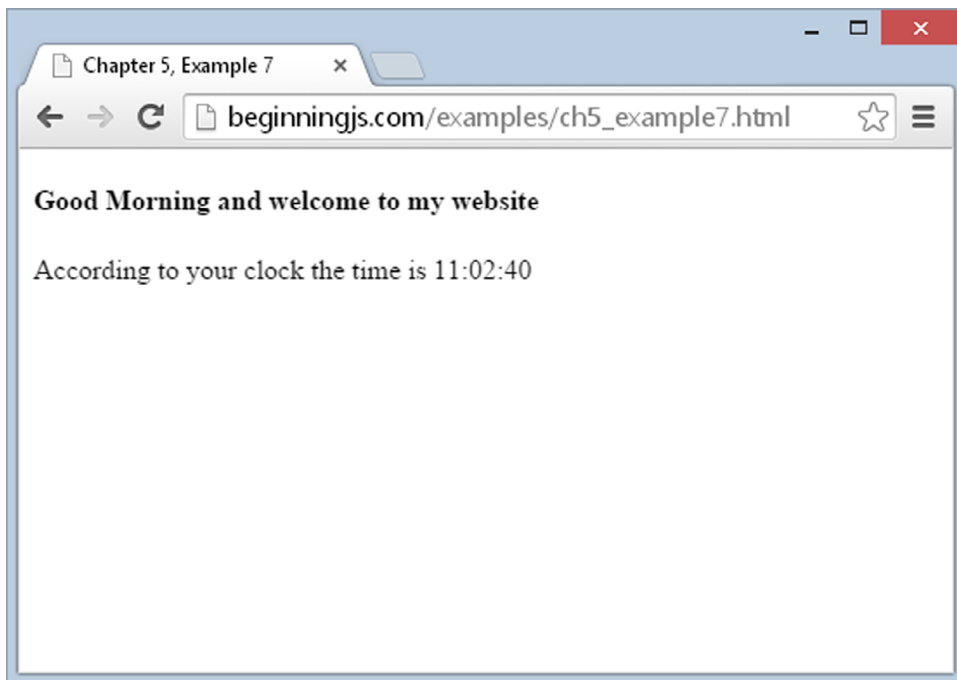 Chapter 5, Example 7
beginningjs.com/examples/ch5_example7.html
Good Morning and welcome to my website
According to your clock the time is 11:02:40